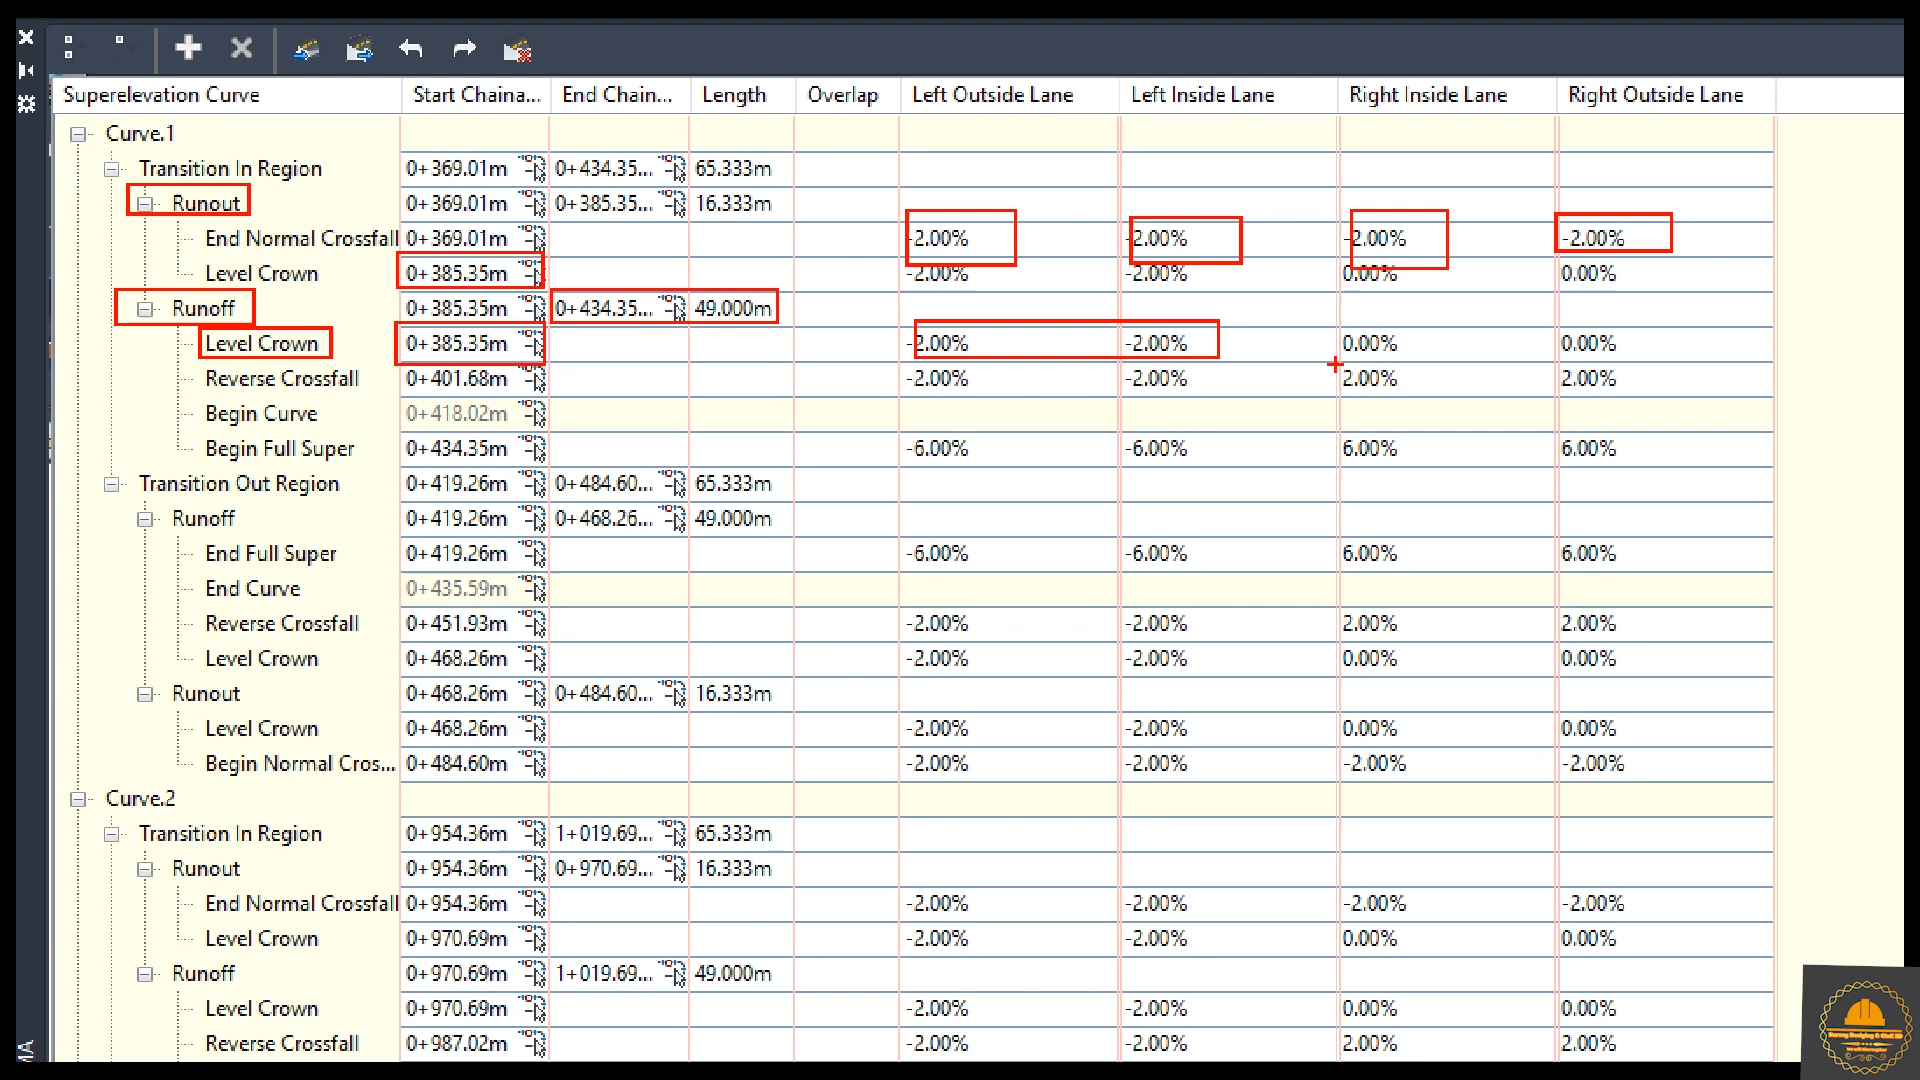 Superelevation Curve Start Chaina... End Chain... Length Overlap Left Outside Lane Left Inside Lane Right Inside Lane Right Outside Lane
Curve.1
Transition In Region 0+369.01m 0+434.35... 65.333m
Runout 0+369.01m 0+385.35... 16.333m
End Normal Crossfall 0+369.01m -2.00% -2.00% -2.00% -2.00%
Level Crown 0+385.35m -2.00% -2.00% 0.00% 0.00%
Runoff 0+385.35m 0+434.35... 49.000m
Level Crown 0+385.35m -2.00% -2.00% 0.00% 0.00%
Reverse Crossfall 0+401.68m -2.00% -2.00% 2.00% 2.00%
Begin Curve 0+418.02m
Begin Full Super 0+434.35m -6.00% -6.00% 6.00% 6.00%
Transition Out Region 0+419.26m 0+484.60... 65.333m
Runoff 0+419.26m 0+468.26... 49.000m
End Full Super 0+419.26m -6.00% -6.00% 6.00% 6.00%
End Curve 0+435.59m
Reverse Crossfall 0+451.93m -2.00% -2.00% 2.00% 2.00%
Level Crown 0+468.26m -2.00% -2.00% 0.00% 0.00%
Runout 0+468.26m 0+484.60... 16.333m
Level Crown 0+468.26m -2.00% -2.00% 0.00% 0.00%
Begin Normal Cros... 0+484.60m -2.00% -2.00% -2.00% -2.00%
Curve.2
Transition In Region 0+954.36m 1+019.69... 65.333m
Runout 0+954.36m 0+970.69... 16.333m
End Normal Crossfall 0+954.36m -2.00% -2.00% -2.00% -2.00%
Level Crown 0+970.69m -2.00% -2.00% 0.00% 0.00%
Runoff 0+970.69m 1+019.69... 49.000m
Level Crown 0+970.69m -2.00% -2.00% 0.00% 0.00%
Reverse Crossfall 0+987.02m -2.00% -2.00% 2.00% 2.00%